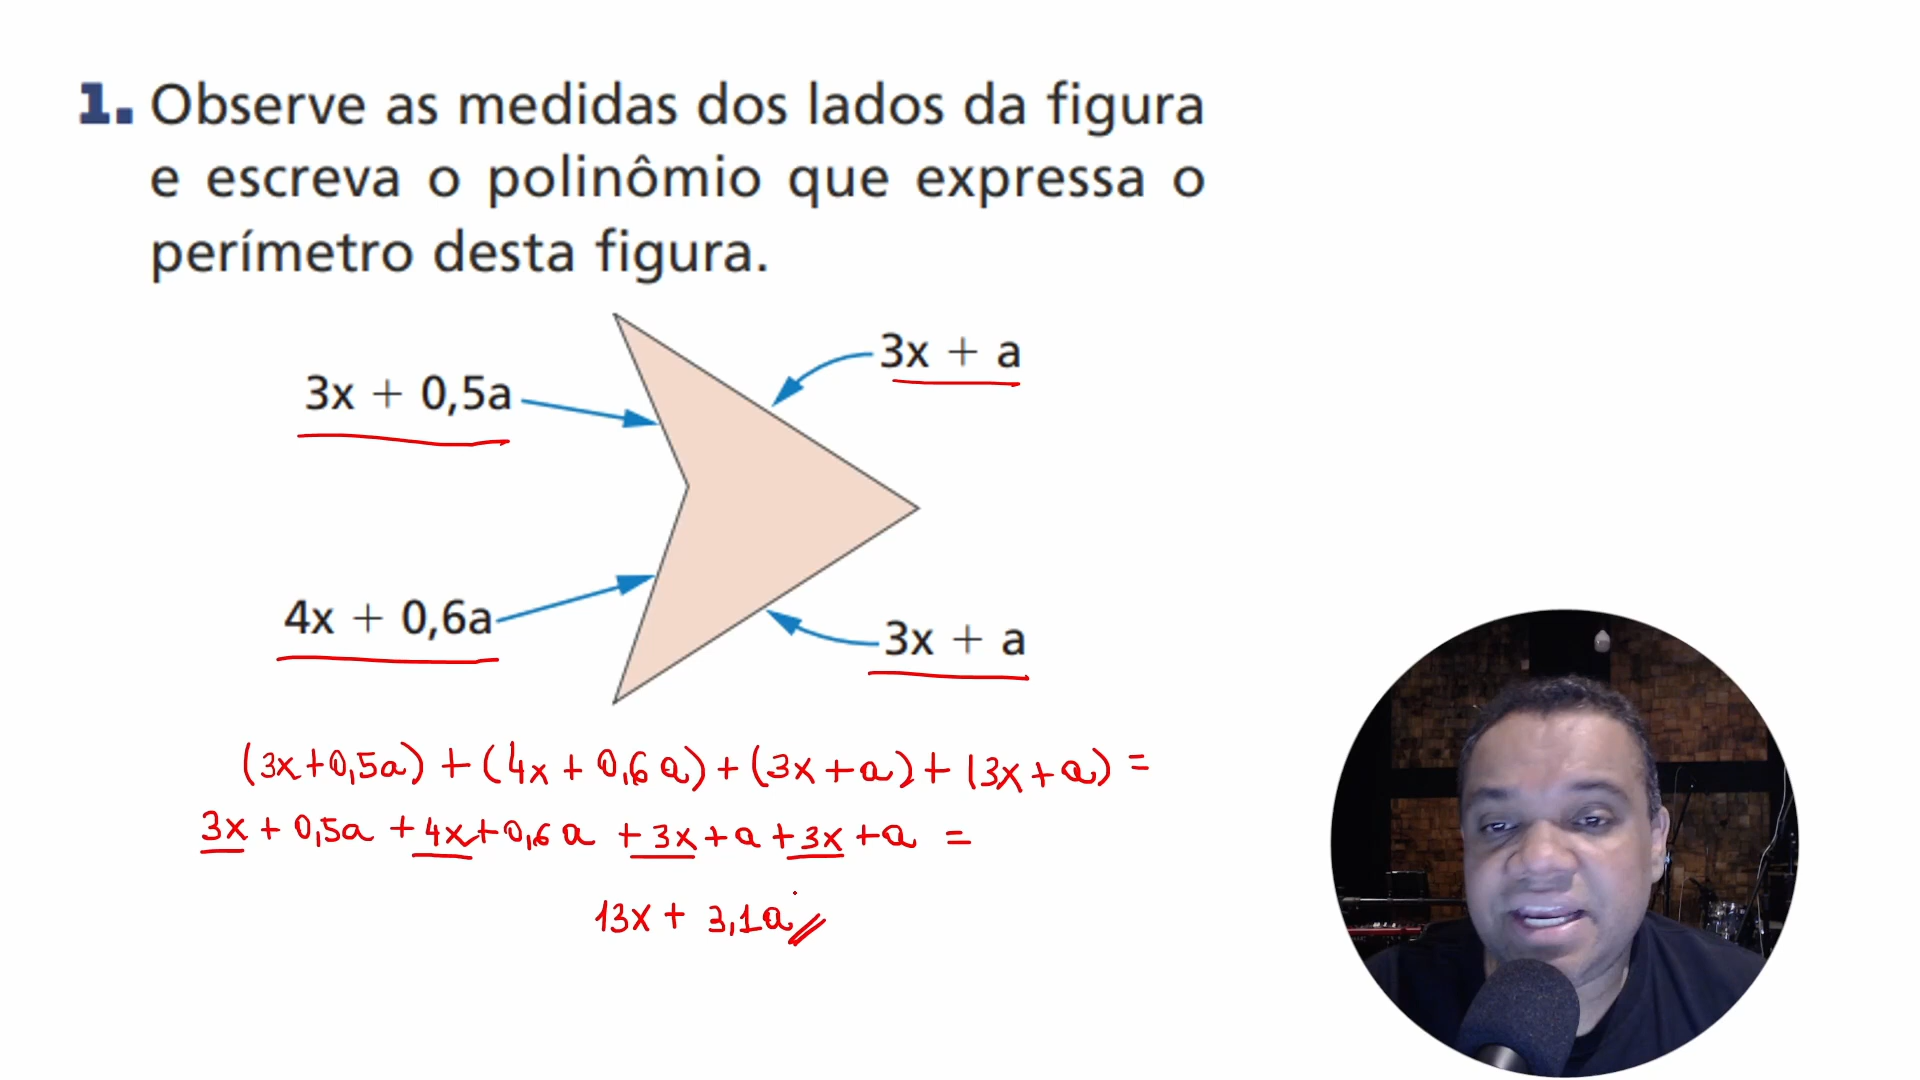 1. Observe as medidas dos lados da figura
e escreva o polinômio que expressa o
perímetro desta figura.
3x + a
3x + 0,5a
4x + 0,6a
3x + a
(3x+0,5a) + (4x + 0,6a) + (3x + a) + (3x + a) =
3x + 0,5a + 4x + 0,6a + 3x + a + 3x + a =
13x + 3,1a